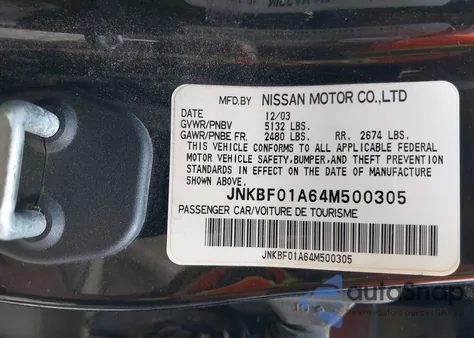 MFD.BY NISSAN MOTOR CO.,LTD
DATE 12/03
GVWR/PNBV 5132 LBS.
GAWR/PNBE FR. 2480 LBS. RR. 2674 LBS.
THIS VEHICLE CONFORMS TO ALL APPLICABLE FEDERAL
MOTOR VEHICLE SAFETY,BUMPER,AND THEFT PREVENTION
STANDARDS IN EFFECT ON THE DATE OF MANUFACTURE
SHOWN ABOVE.
JNKBF01A64M500305
PASSENGER CAR/VOITURE DE TOURISME
JNKBF01A64M500305
autoSnap